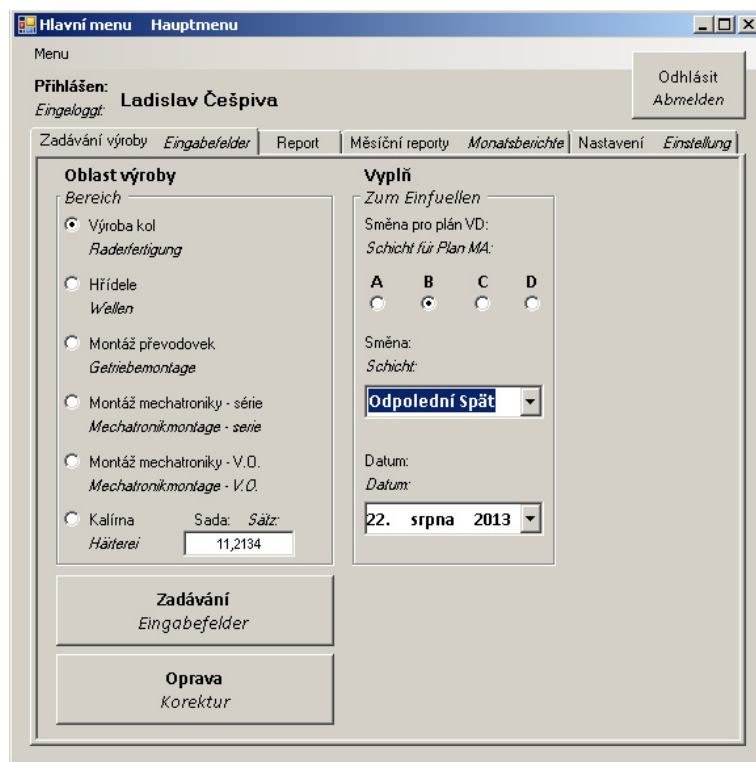 Hlavní menu Hauptmenu
Menu
Přihlášen:
Eingeloggt:
Ladislav Češpiva
Odhlásit
Abmelden
Zadávání výroby Eingabefelder Report Měsíční reporty Monatsberichte Nastavení Einstellung
Oblast výroby
Bereich
Výroba kol
Raderfertigung
Hřídele
Wellen
Montáž převodovek
Getriebemontage
Montáž mechatroniky - série
Mechatronikmontage - serie
Montáž mechatroniky - V.O.
Mechatronikmontage - V.O.
Kalírna Sada: Sätz:
Härterei 11,2134
Vyplň
Zum Einfuellen
Směna pro plán VD:
Schicht für Plan MA:
A B C D
Směna:
Schicht:
Odpolední Spät
Datum:
Datum:
22. srpna 2013
Zadávání
Eingabefelder
Oprava
Korektur